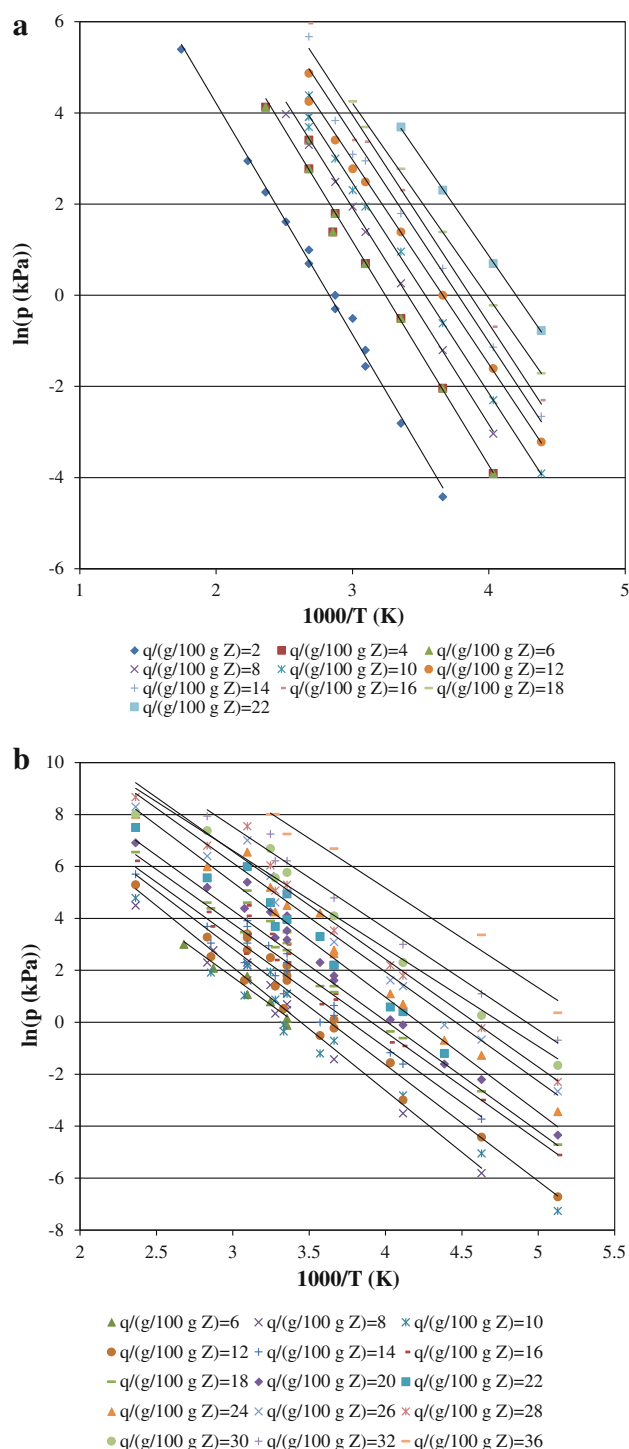 a
6
4
2
0
-2
-4
-6
ln(p (kPa))
1 2 3 4 5
1000/T (K)
q/(g/100 g Z)=2 q/(g/100 g Z)=4 q/(g/100 g Z)=6
q/(g/100 g Z)=8 q/(g/100 g Z)=10 q/(g/100 g Z)=12
q/(g/100 g Z)=14 q/(g/100 g Z)=16 q/(g/100 g Z)=18
q/(g/100 g Z)=22
b
10
8
6
4
2
0
-2
-4
-6
-8
ln(p (kPa))
2 2.5 3 3.5 4 4.5 5 5.5
1000/T (K)
q/(g/100 g Z)=6 q/(g/100 g Z)=8 q/(g/100 g Z)=10
q/(g/100 g Z)=12 q/(g/100 g Z)=14 q/(g/100 g Z)=16
q/(g/100 g Z)=18 q/(g/100 g Z)=20 q/(g/100 g Z)=22
q/(g/100 g Z)=24 q/(g/100 g Z)=26 q/(g/100 g Z)=28
q/(g/100 g Z)=30 q/(g/100 g Z)=32 q/(g/100 g Z)=36